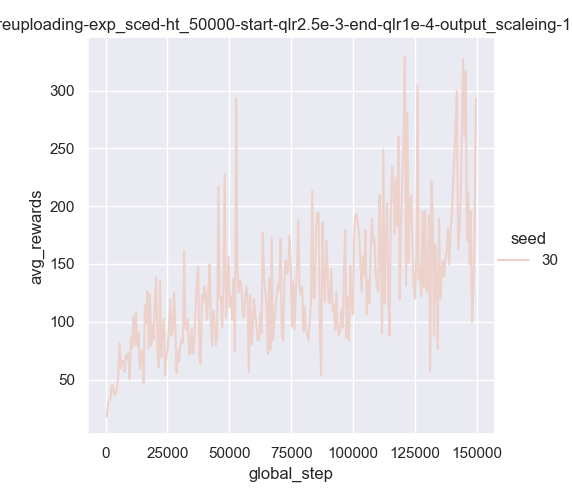 reuploading-exp_sced-ht_50000-start-qlr2.5e-3-end-qlr1e-4-output_scaleing-1
300
250
200
150
100
50
avg_rewards
seed
30
0 25000 50000 75000 100000 125000 150000
global_step